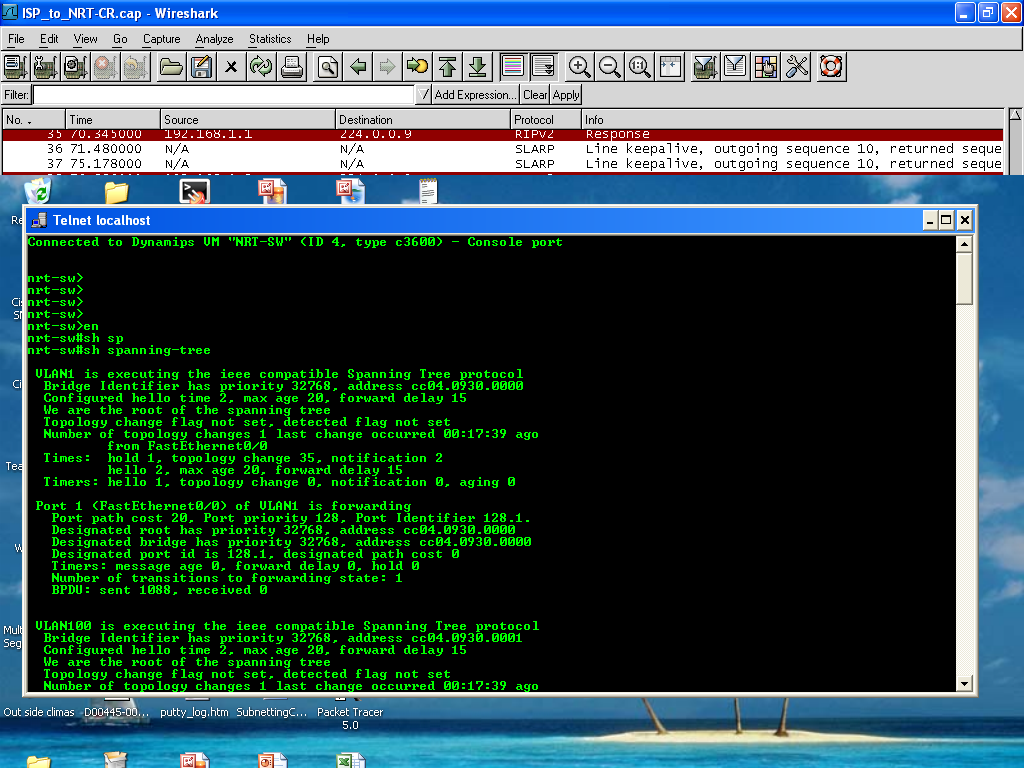 ISP_to_NRT-CR.cap - Wireshark
File Edit View Go Capture Analyze Statistics Help
Filter: Add Expression... Clear Apply
No. . Time Source Destination Protocol Info
35 70.345000 192.168.1.1 224.0.0.9 RIPv2 Response
36 71.480000 N/A N/A SLARP Line keepalive, outgoing sequence 10, returned seque
37 75.178000 N/A N/A SLARP Line keepalive, outgoing sequence 10, returned seque
Telnet localhost
Connected to Dynamips VM "NRT-SW" (ID 4, type c3600) - Console port
nrt-sw>
nrt-sw>
nrt-sw>
nrt-sw>
nrt-sw>en
nrt-sw#sh sp
nrt-sw#sh spanning-tree
VLAN1 is executing the ieee compatible Spanning Tree protocol
Bridge Identifier has priority 32768, address cc04.0930.0000
Configured hello time 2, max age 20, forward delay 15
We are the root of the spanning tree
Topology change flag not set, detected flag not set
Number of topology changes 1 last change occurred 00:17:39 ago
from FastEthernet0/0
Times: hold 1, topology change 35, notification 2
hello 2, max age 20, forward delay 15
Timers: hello 1, topology change 0, notification 0, aging 0
Port 1 (FastEthernet0/0) of VLAN1 is forwarding
Port path cost 20, Port priority 128, Port Identifier 128.1.
Designated root has priority 32768, address cc04.0930.0000
Designated bridge has priority 32768, address cc04.0930.0000
Designated port id is 128.1, designated path cost 0
Timers: message age 0, forward delay 0, hold 0
Number of transitions to forwarding state: 1
BPDU: sent 1088, received 0
VLAN100 is executing the ieee compatible Spanning Tree protocol
Bridge Identifier has priority 32768, address cc04.0930.0001
Configured hello time 2, max age 20, forward delay 15
We are the root of the spanning tree
Topology change flag not set, detected flag not set
Number of topology changes 1 last change occurred 00:17:39 ago
Out side climas -D00445-00... putty_log.htm SubnettingC... Packet Tracer
5.0